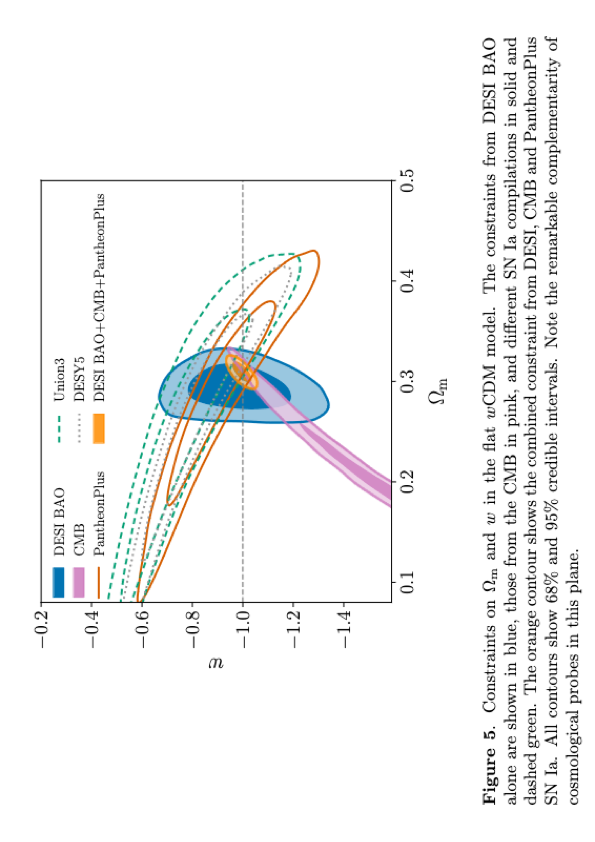 −0.2
−0.4
−0.6
−0.8
−1.0
−1.2
−1.4
w
DESI BAO
CMB
PantheonPlus
Union3
DESY5
DESI BAO+CMB+PantheonPlus
0.1
0.2
0.3
0.4
0.5
Ωm
Figure 5. Constraints on Ωm and w in the flat wCDM model. The constraints from DESI BAO
alone are shown in blue, those from the CMB in pink, and different SN Ia compilations in solid and
dashed green. The orange contour shows the combined constraint from DESI, CMB and PantheonPlus
SN Ia. All contours show 68% and 95% credible intervals. Note the remarkable complementarity of
cosmological probes in this plane.